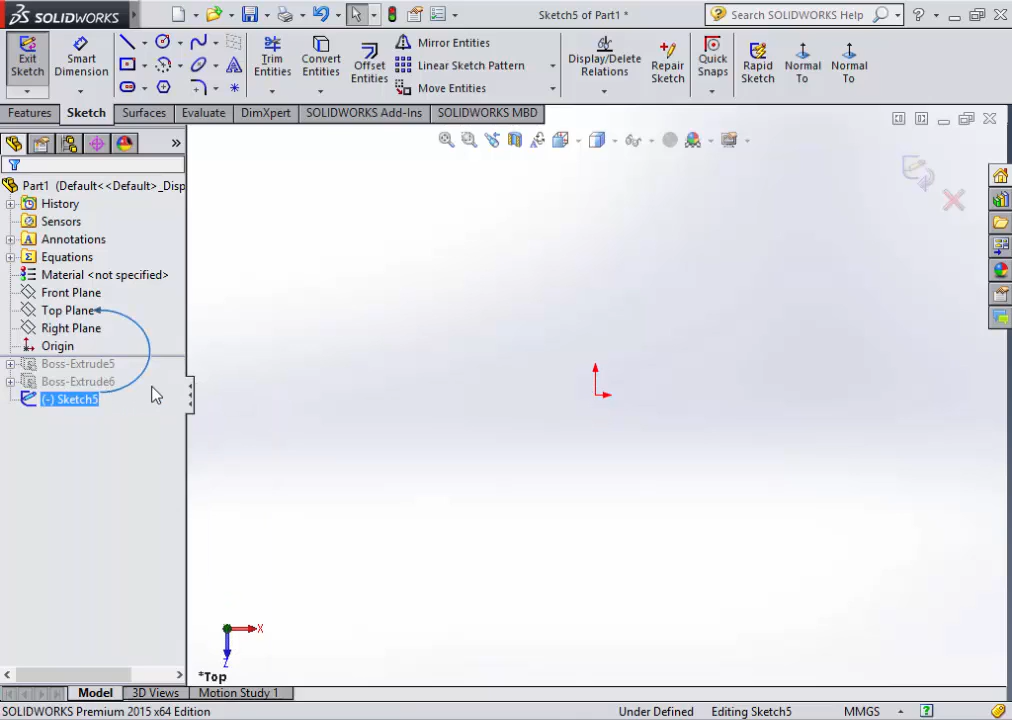 SOLIDWORKS
Sketch5 of Part1 *
Search SOLIDWORKS Help
Exit Sketch
Smart Dimension
Trim Entities
Convert Entities
Offset Entities
Mirror Entities
Linear Sketch Pattern
Move Entities
Display/Delete Relations
Repair Sketch
Quick Snaps
Rapid Sketch
Normal To
Normal To
Features
Sketch
Surfaces
Evaluate
DimXpert
SOLIDWORKS Add-Ins
SOLIDWORKS MBD
Part1 (Default<<Default>_Disp
History
Sensors
Annotations
Equations
Material <not specified>
Front Plane
Top Plane
Right Plane
Origin
Boss-Extrude5
Boss-Extrude6
(-) Sketch5
X
Z
*Top
Model
3D Views
Motion Study 1
SOLIDWORKS Premium 2015 x64 Edition
Under Defined
Editing Sketch5
MMGS